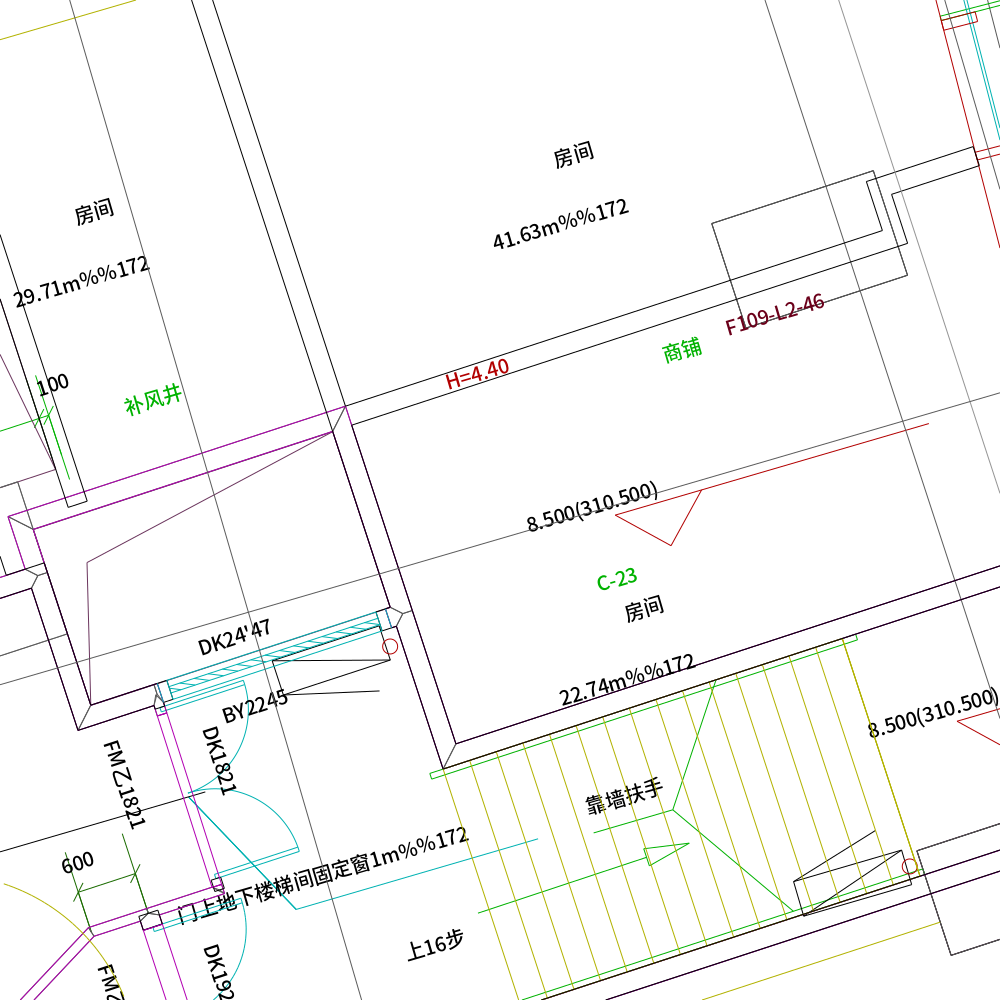 房间
41.63m%%172
房间
29.71m%%172
F109-L2-46
商铺
H=4.40
100
补风井
8.500(310.500)
C-23
房间
22.74m%%172
DK24'47
BY2245
8.500(310.500)
FM乙1821
DK1821
靠墙扶手
600
门上地下楼梯间固定窗1m%%172
上16步
DK192